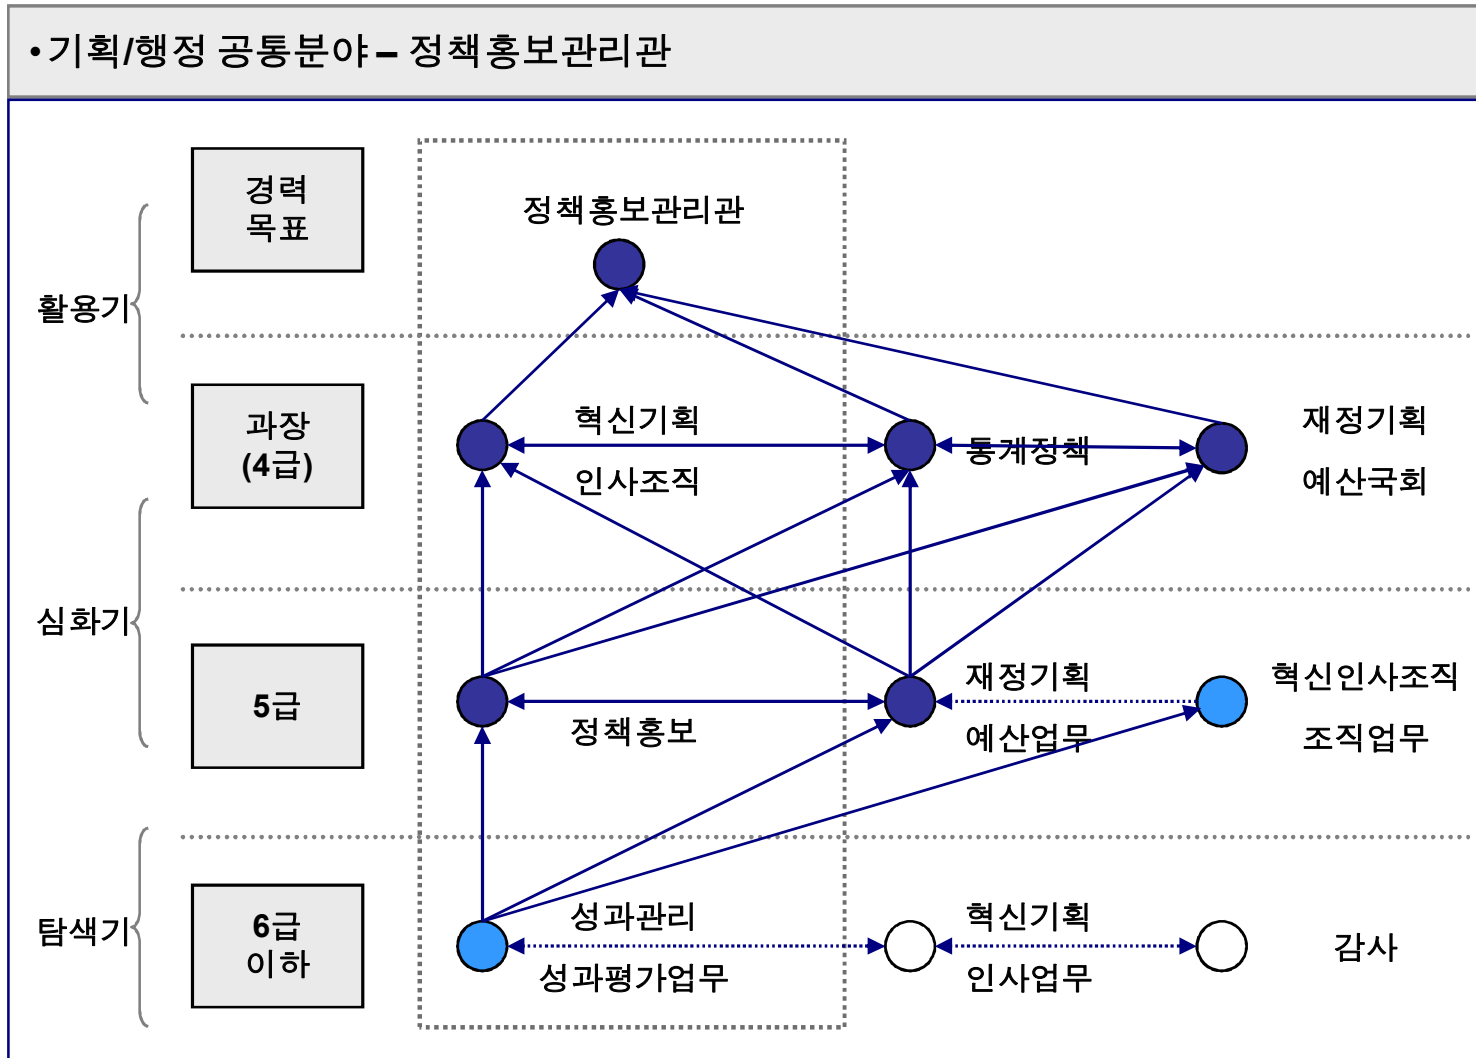 •기획/행정 공통분야 – 정책홍보관리관
경력
목표
정책홍보관리관
활용기
과장
(4급)
혁신기획
인사조직
통계정책
재정기획
예산국회
심화기
5급
정책홍보
재정기획
예산업무
혁신인사조직
조직업무
탐색기
6급
이하
성과관리
성과평가업무
혁신기획
인사업무
감사